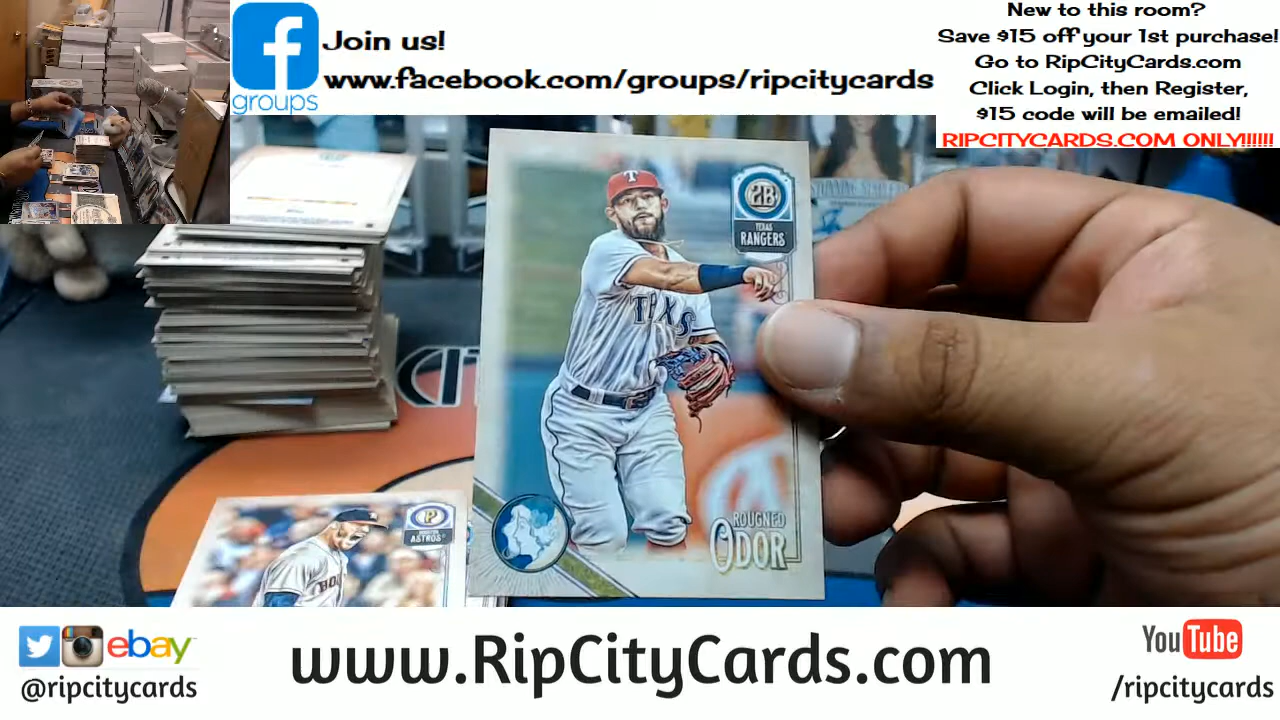 Join us!
www.facebook.com/groups/ripcitycards
f
groups
New to this room?
Save $15 off your 1st purchase!
Go to RipCityCards.com
Click Login, then Register,
$15 code will be emailed!
RIPCITYCARDS.COM ONLY!!!!!!
T
2B
TEXAS
RANGERS
TEXAS
ROUGNED
ODOR
P
ASTROS
ebay
@ripcitycards
www.RipCityCards.com
YouTube
/ripcitycards